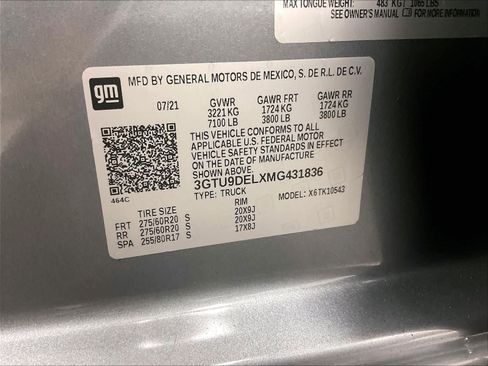 MAX TONGUE WEIGHT: 483 KG 1065 LBS
SEE OWNER'S MANUAL FOR MORE
gm
MFD BY GENERAL MOTORS DE MEXICO, S. DE R.L. DE C.V.
07/21 GVWR GAWR FRT GAWR RR
3221 KG 1724 KG 1724 KG
7100 LB 3800 LB 3800 LB
THIS VEHICLE CONFORMS TO ALL
APPLICABLE U.S. FEDERAL MOTOR
VEHICLE SAFETY STANDARDS IN EFFECT
ON THE DATE OF MANUFACTURE
SHOWN ABOVE.
3GTU9DELXMG431836
464C
TYPE: TRUCK MODEL: X6TK10543
TIRE SIZE RIM
FRT 275/60R20 S 20X9J
RR 275/60R20 S 20X9J
SPA 255/80R17 S 17X8J